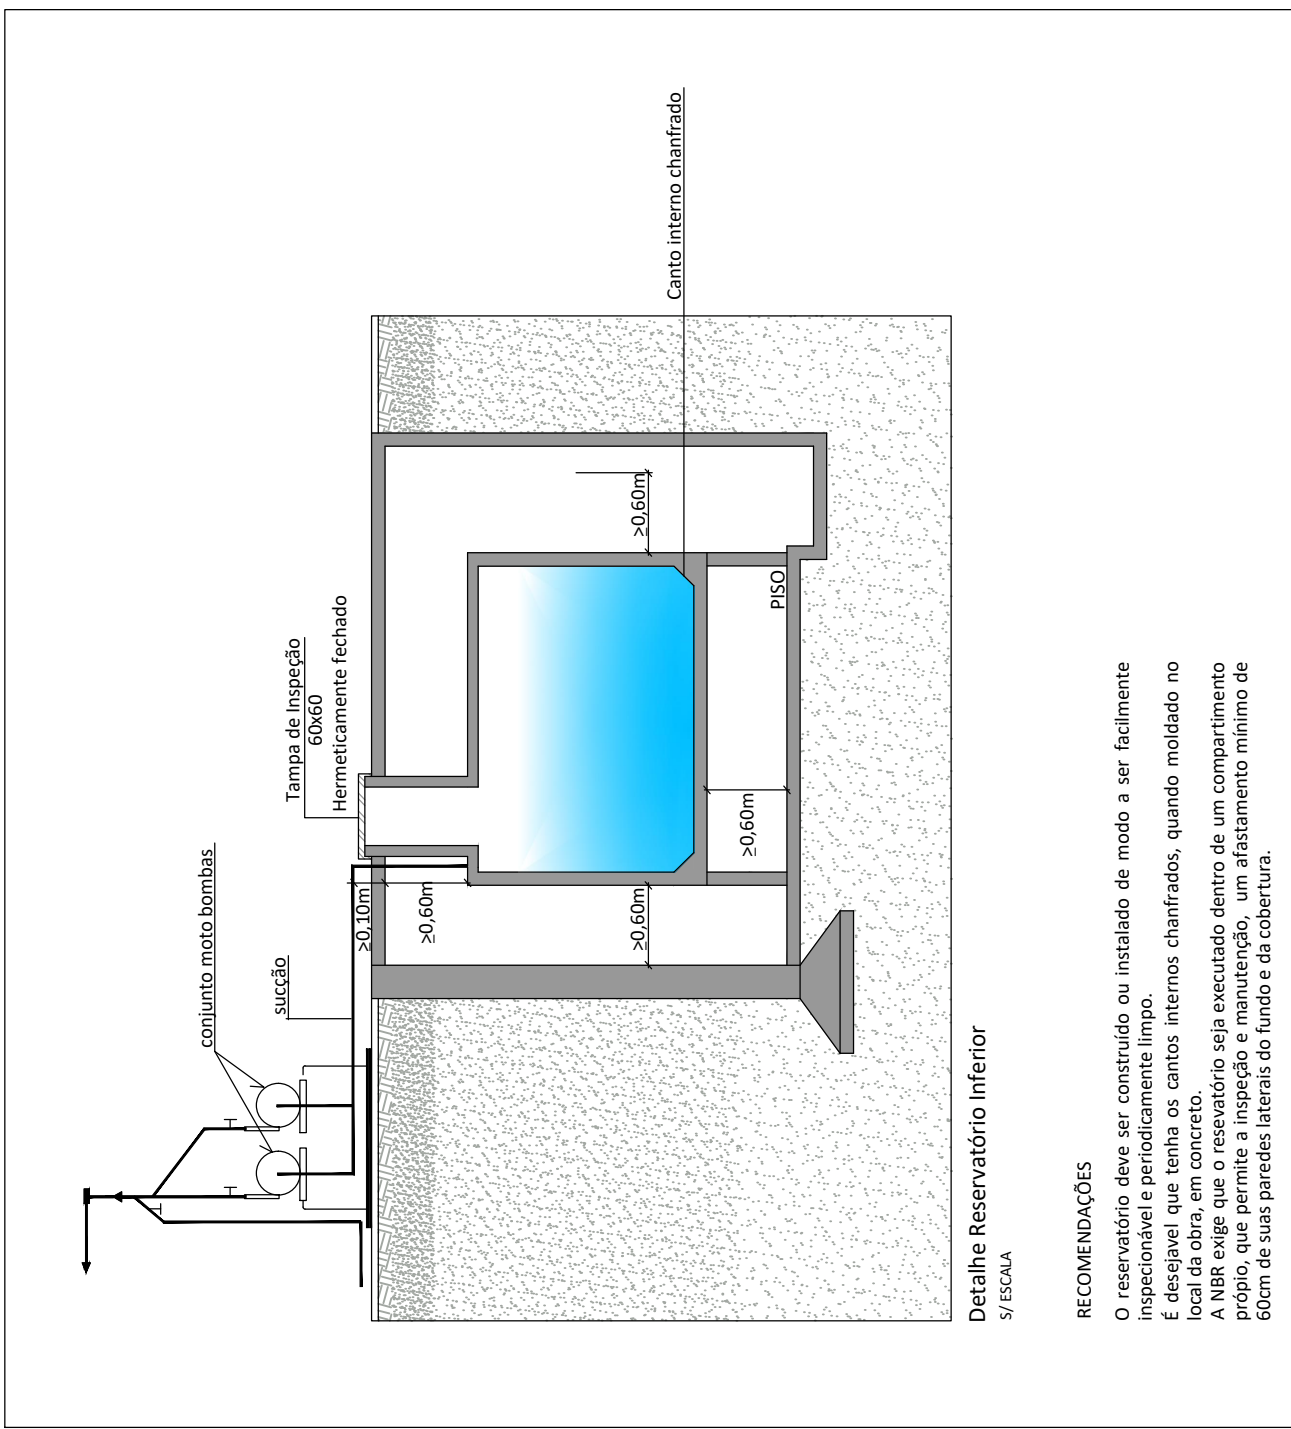 conjunto moto bombas
sucção
Tampa de Inspeção
60x60
Hermeticamente fechado
≥0,10m
≥0,60m
≥0,60m
≥0,60m
≥0,60m
PISO
Canto interno chanfrado
Detalhe Reservatório Inferior
S/ ESCALA
RECOMENDAÇÕES
O reservatório deve ser construído ou instalado de modo a ser facilmente
inspecionável e periodicamente limpo.
É desejavel que tenha os cantos internos chanfrados, quando moldado no
local da obra, em concreto.
A NBR exige que o resevatório seja executado dentro de um compartimento
própio, que permite a inspeção e manutenção, um afastamento mínimo de
60cm de suas paredes laterais do fundo e da cobertura.